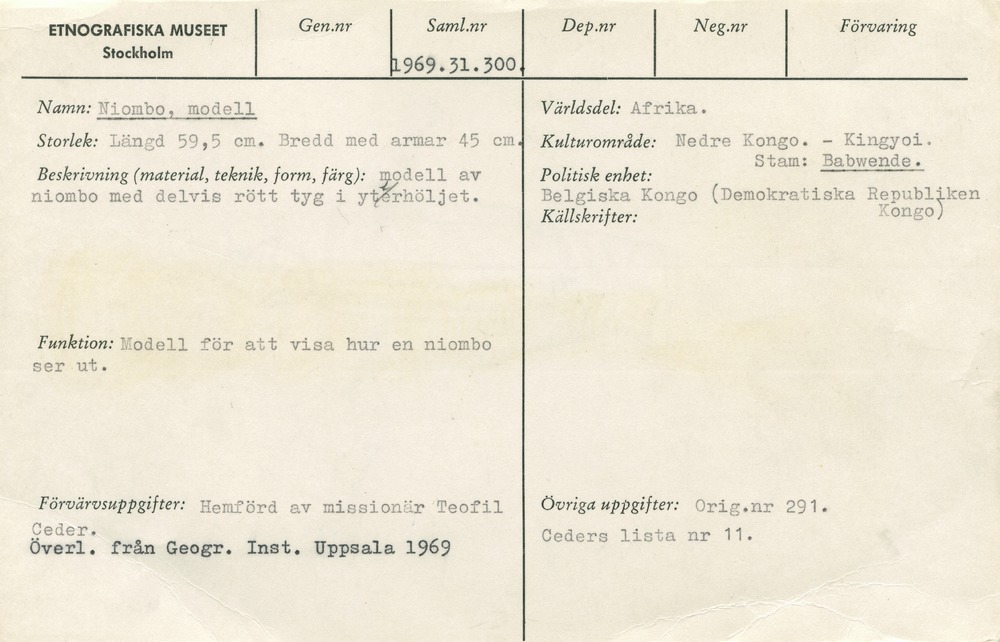 ETNOGRAFISKA MUSEET
Stockholm
Gen.nr
Saml.nr
1969.31.300.
Dep.nr
Neg.nr
Förvaring
Namn: Niombo, modell
Storlek: Längd 59,5 cm. Bredd med armar 45 cm.
Beskrivning (material, teknik, form, färg): modell av
niombo med delvis rött tyg i ytterhöljet.
Funktion: Modell för att visa hur en niombo
ser ut.
Förvärvsuppgifter: Hemförd av missionär Teofil
Ceder.
Överl. från Geogr. Inst. Uppsala 1969
Världsdel: Afrika.
Kulturområde: Nedre Kongo. - Kingyoi.
Stam: Babwende.
Politisk enhet:
Belgiska Kongo (Demokratiska Republiken
Kongo)
Källskrifter:
Övriga uppgifter: Orig.nr 291.
Ceders lista nr 11.